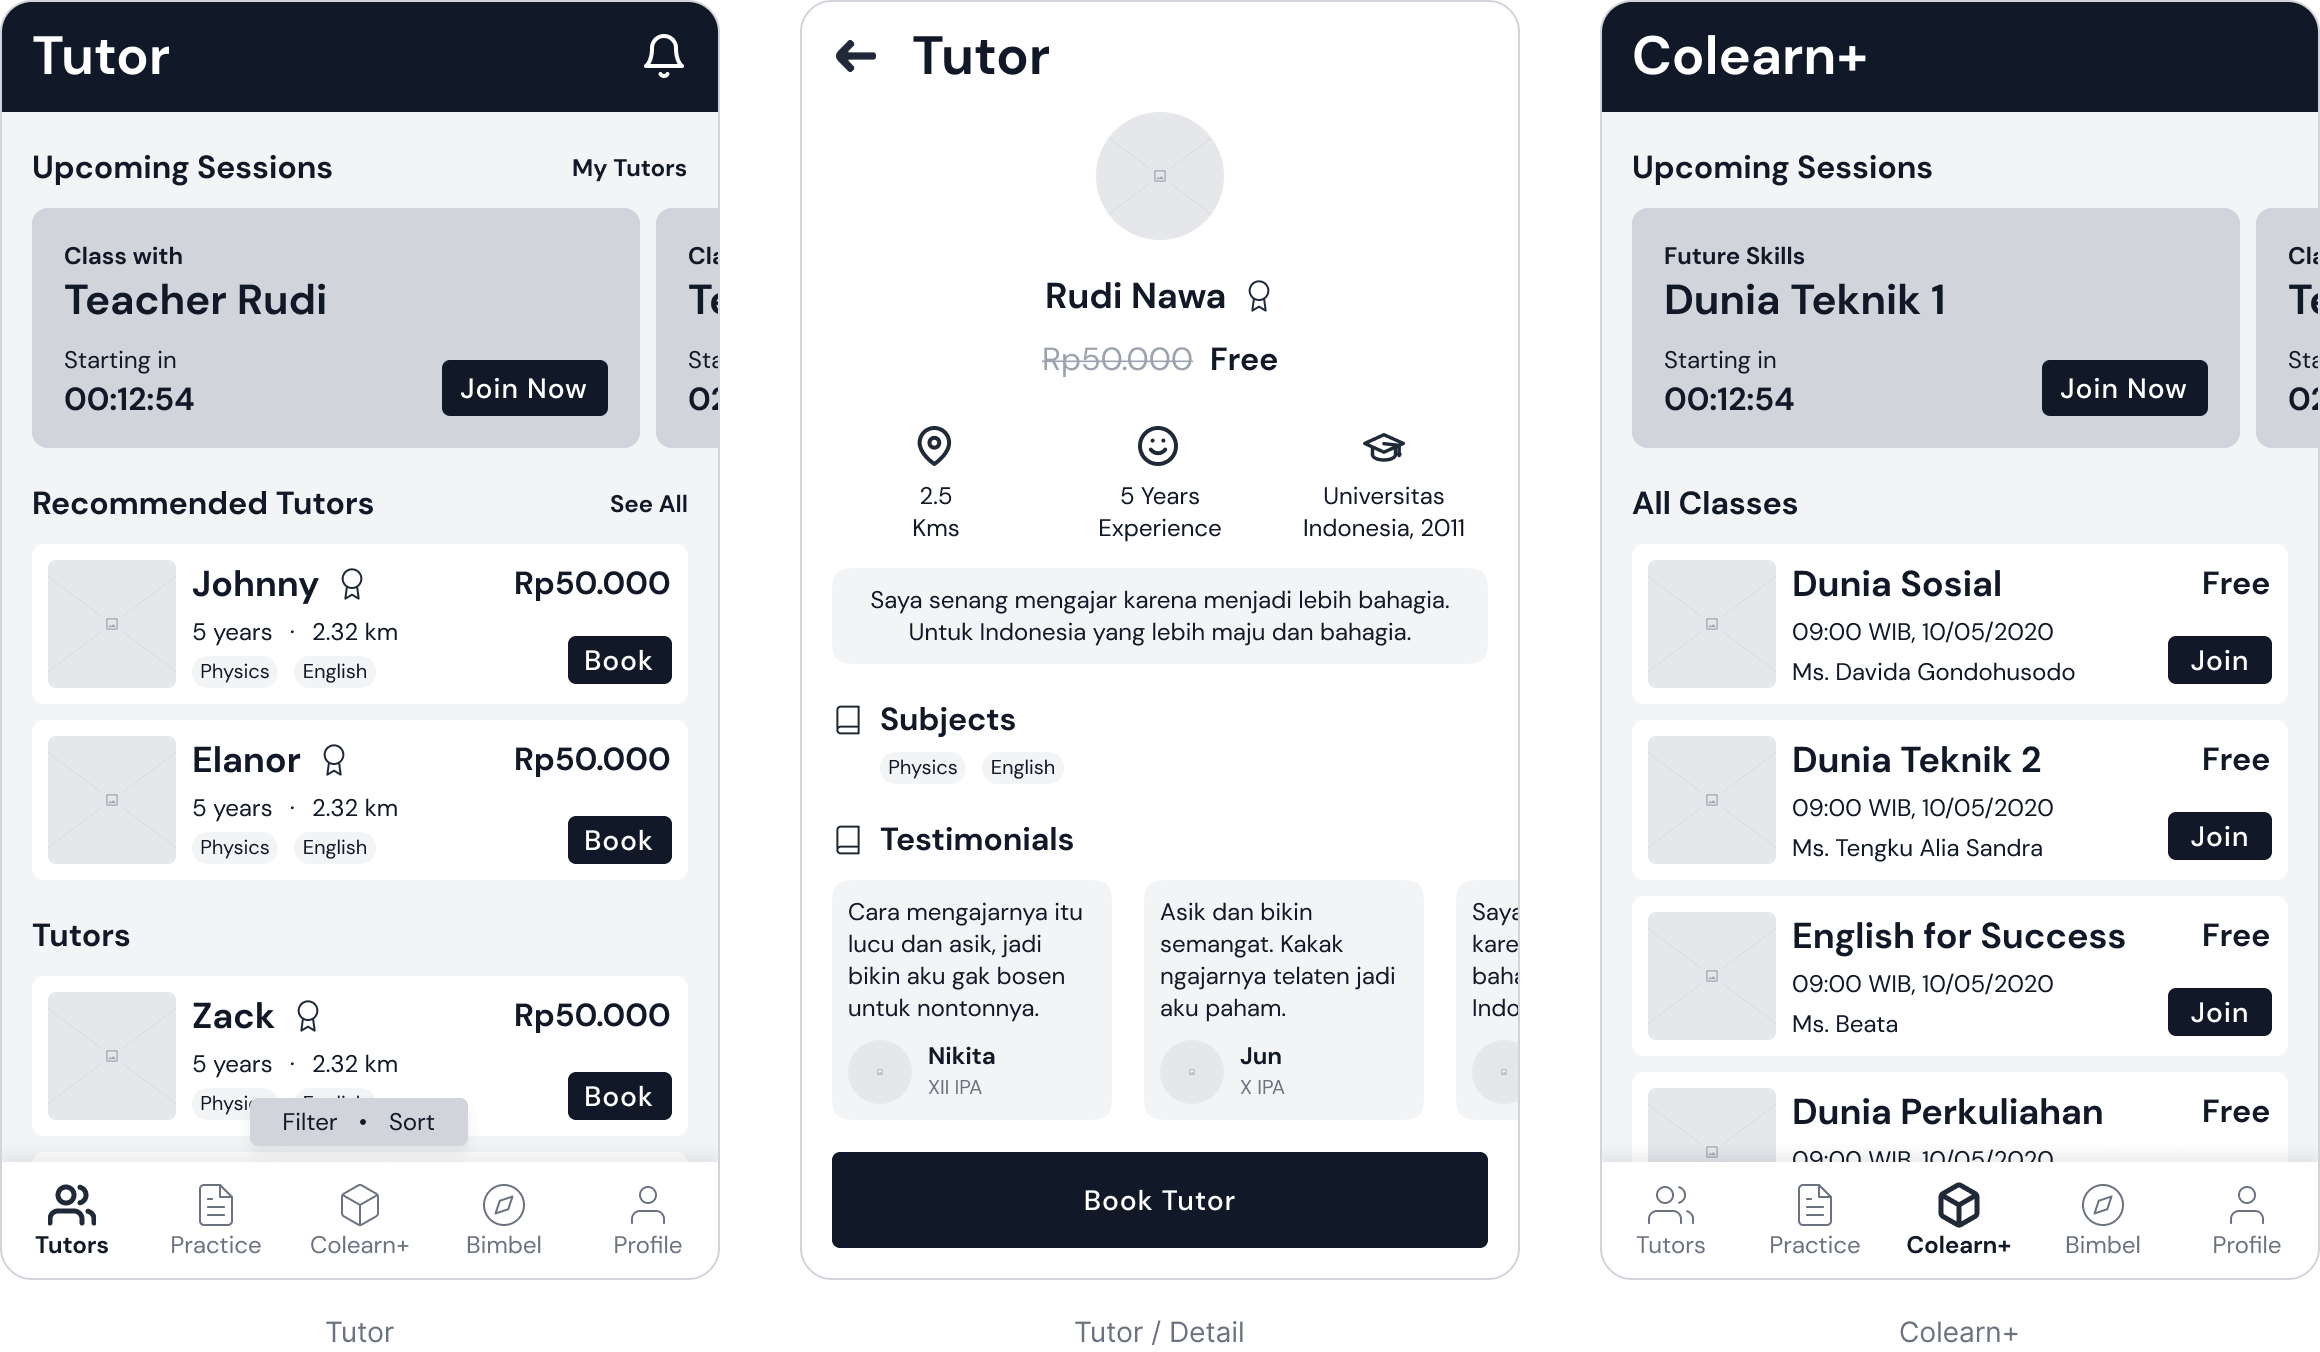 Tutor
Upcoming Sessions
My Tutors
Class with
Teacher Rudi
Starting in
00:12:54
Join Now
Cla
Te
Sta
02
Recommended Tutors
See All
Johnny
Rp50.000
5 years · 2.32 km
Physics
English
Book
Elanor
Rp50.000
5 years · 2.32 km
Physics
English
Book
Tutors
Zack
Rp50.000
5 years · 2.32 km
Physic
Book
Filter • Sort
Tutors
Practice
Colearn+
Bimbel
Profile
Tutor
Tutor
Rudi Nawa
Rp50.000 Free
2.5
Kms
5 Years
Experience
Universitas
Indonesia, 2011
Saya senang mengajar karena menjadi lebih bahagia.
Untuk Indonesia yang lebih maju dan bahagia.
Subjects
Physics
English
Testimonials
Cara mengajarnya itu
lucu dan asik, jadi
bikin aku gak bosen
untuk nontonnya.
Nikita
XII IPA
Asik dan bikin
semangat. Kakak
ngajarnya telaten jadi
aku paham.
Jun
X IPA
Saya
kare
baha
Indo
Book Tutor
Tutor / Detail
Colearn+
Upcoming Sessions
Future Skills
Dunia Teknik 1
Starting in
00:12:54
Join Now
Cla
Te
Sta
02
All Classes
Dunia Sosial
Free
09:00 WIB, 10/05/2020
Ms. Davida Gondohusodo
Join
Dunia Teknik 2
Free
09:00 WIB, 10/05/2020
Ms. Tengku Alia Sandra
Join
English for Success
Free
09:00 WIB, 10/05/2020
Ms. Beata
Join
Dunia Perkuliahan
Free
09:00 WIB, 10/05/2020
Tutors
Practice
Colearn+
Bimbel
Profile
Colearn+